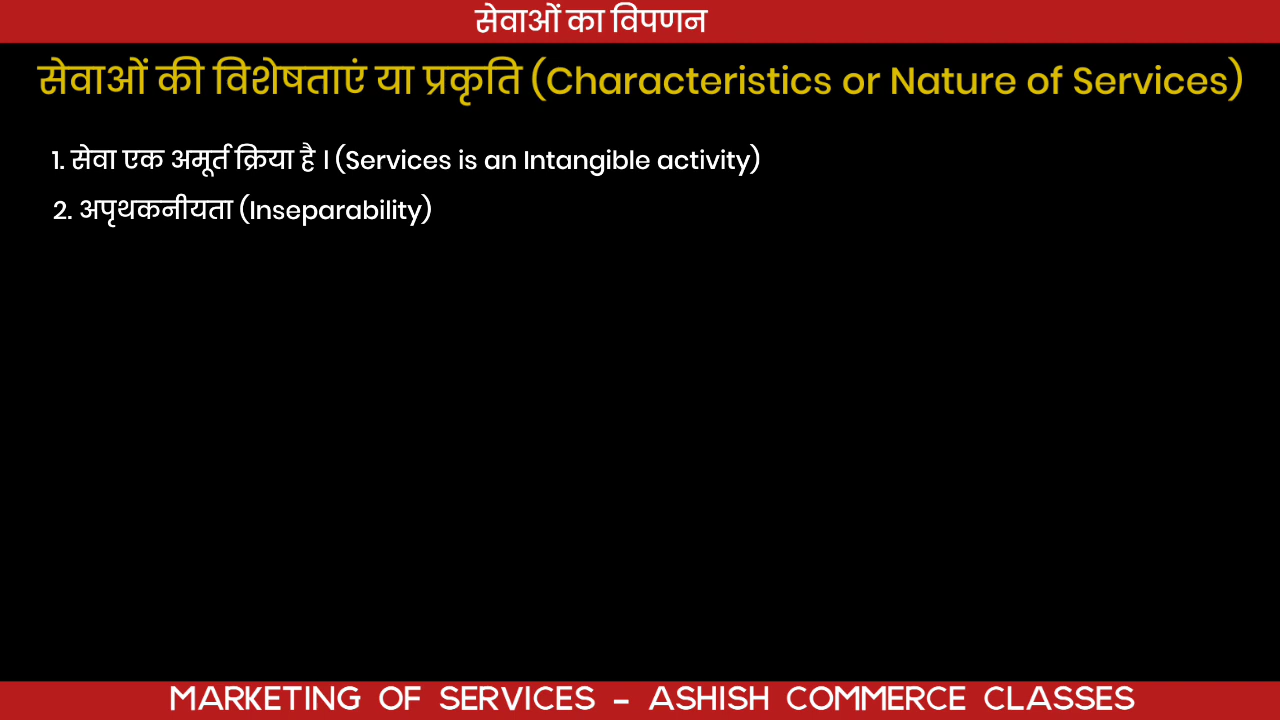 सेवाओं का विपणन
सेवाओं की विशेषताएं या प्रकृति (Characteristics or Nature of Services)
1. सेवा एक अमूर्त क्रिया है । (Services is an Intangible activity)
2. अपृथकनीयता (Inseparability)
MARKETING OF SERVICES - ASHISH COMMERCE CLASSES